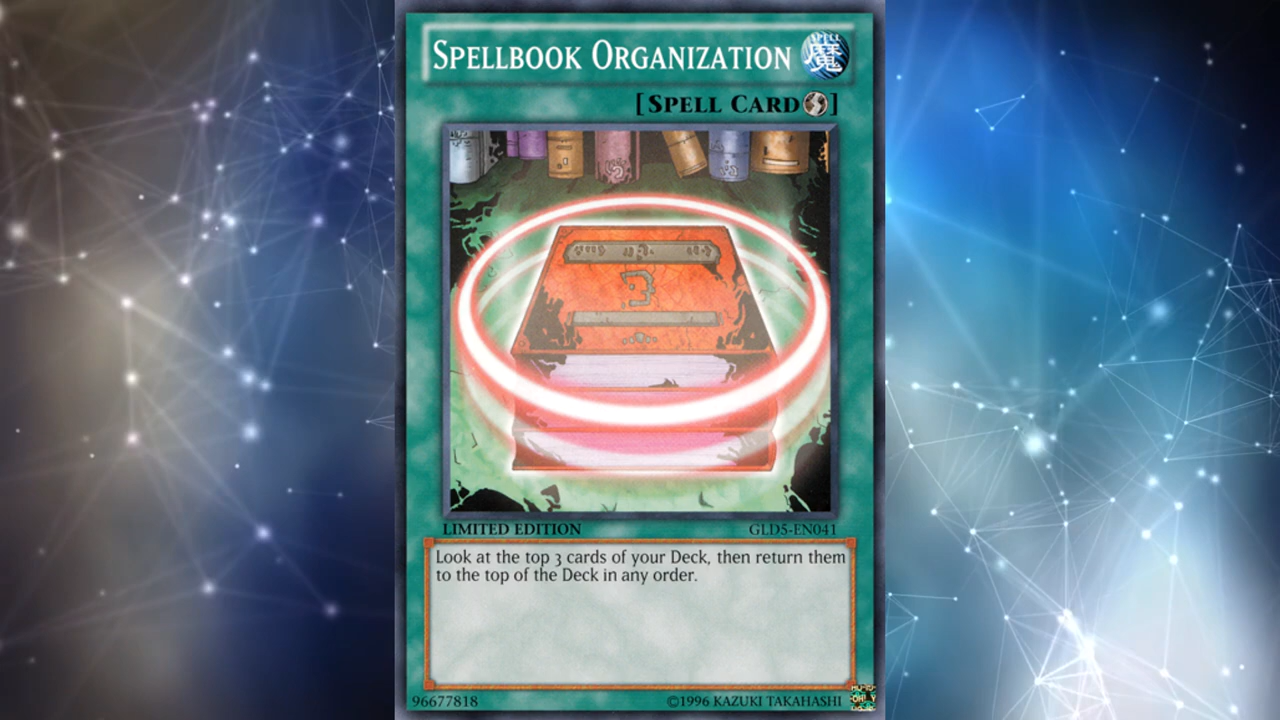 SPELLBOOK ORGANIZATION 魔
[SPELL CARD]
LIMITED EDITION GLD5-EN041
Look at the top 3 cards of your Deck, then return them
to the top of the Deck in any order.
96677818 ©1996 KAZUKI TAKAHASHI